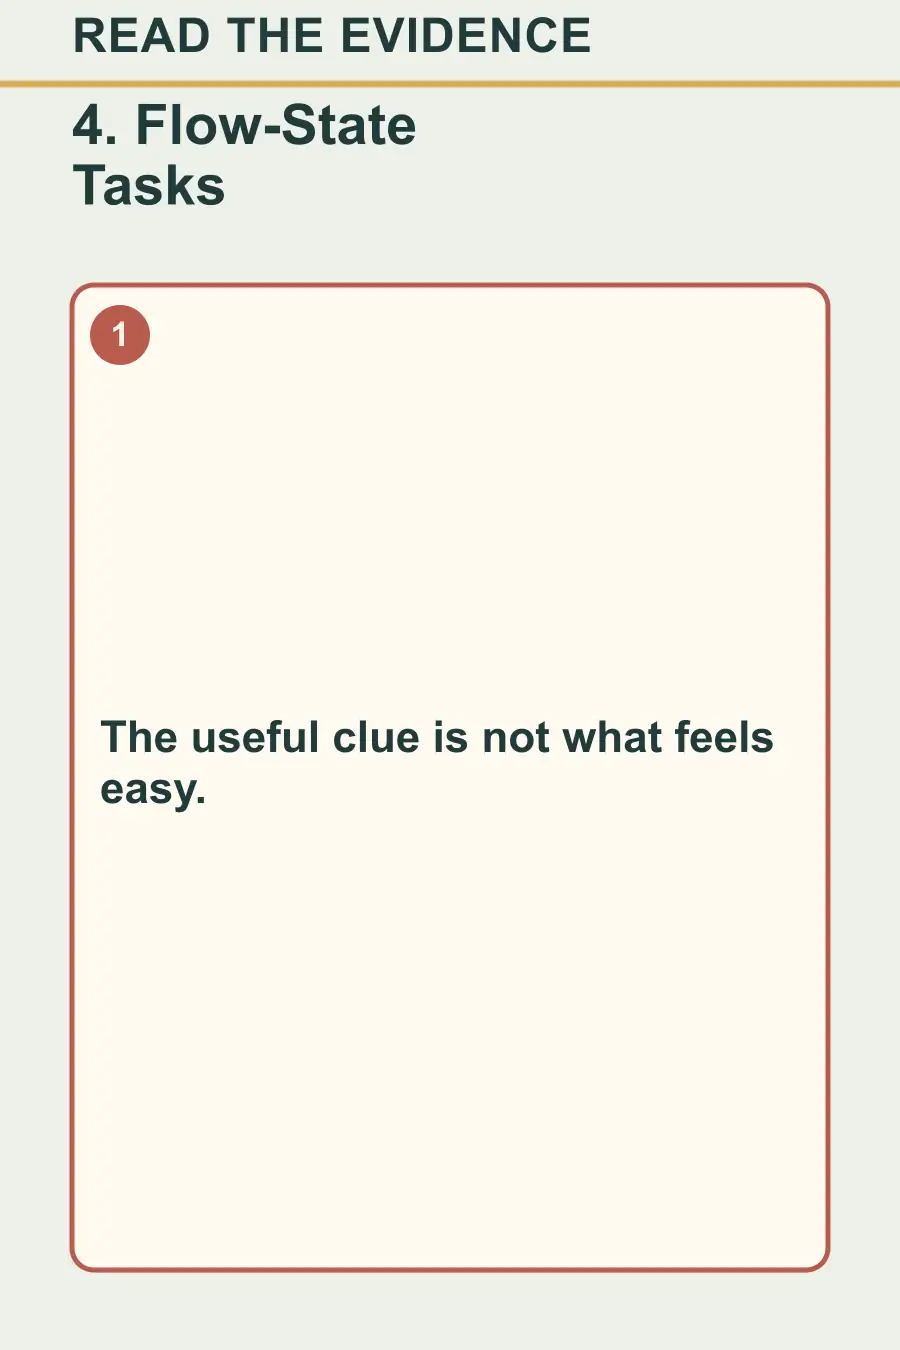 READ THE EVIDENCE
4. Flow-State
Tasks
1
The useful clue is not what feels
easy.